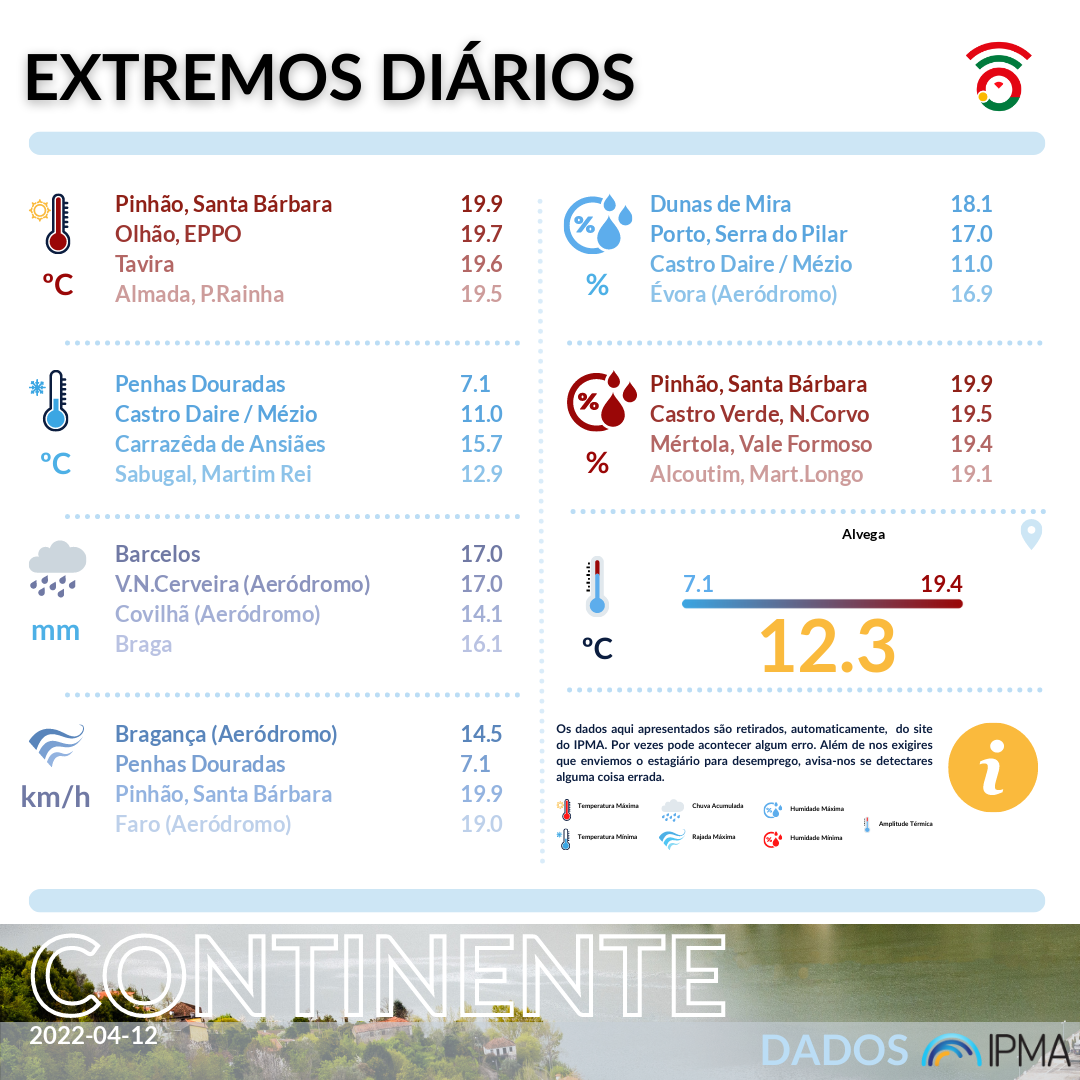 EXTREMOS DIÁRIOS
Pinhão, Santa Bárbara 19.9
Olhão, EPPO 19.7
Tavira 19.6
Almada, P.Rainha 19.5
ºC
Penhas Douradas 7.1
Castro Daire / Mézio 11.0
Carrazêda de Ansiães 15.7
Sabugal, Martim Rei 12.9
ºC
Barcelos 17.0
V.N.Cerveira (Aeródromo) 17.0
Covilhã (Aeródromo) 14.1
Braga 16.1
mm
Bragança (Aeródromo) 14.5
Penhas Douradas 7.1
Pinhão, Santa Bárbara 19.9
Faro (Aeródromo) 19.0
km/h
%
Dunas de Mira 18.1
Porto, Serra do Pilar 17.0
Castro Daire / Mézio 11.0
Évora (Aeródromo) 16.9
%
%
Pinhão, Santa Bárbara 19.9
Castro Verde, N.Corvo 19.5
Mértola, Vale Formoso 19.4
Alcoutim, Mart.Longo 19.1
%
Alvega
7.1 19.4
12.3
ºC
Os dados aqui apresentados são retirados, automaticamente, do site
do IPMA. Por vezes pode acontecer algum erro. Além de nos exigires
que enviemos o estagiário para desemprego, avisa-nos se detectares
alguma coisa errada.
i
Temperatura Máxima
Chuva Acumulada
% Humidade Máxima
Amplitude Térmica
Temperatura Mínima
Rajada Máxima
% Humidade Mínima
CONTINENTE
2022-04-12
DADOS IPMA